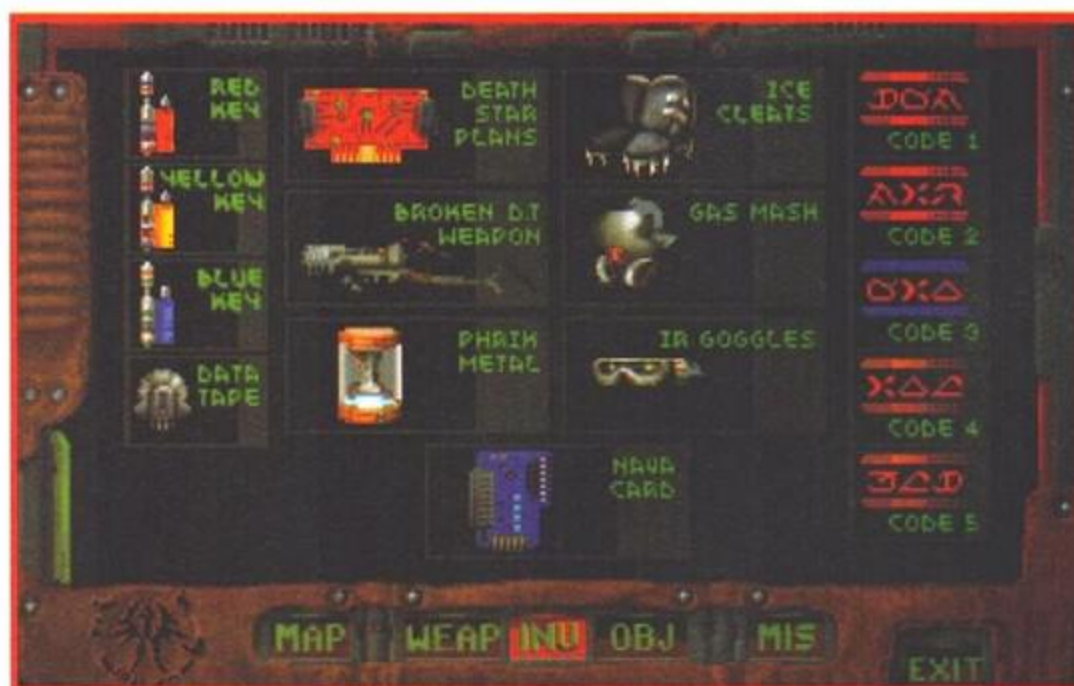 RED
KEY
YELLOW
KEY
BLUE
KEY
DATA
TAPE
DEATH
STAR
PLANS
BROKEN D.T
WEAPON
PHRIK
METAL
ICE
CLEATS
GAS MASK
IR GOGGLES
NAVA
CARD
CODE 1
CODE 2
CODE 3
CODE 4
CODE 5
MAP WEAP INV OBJ MIS EXIT